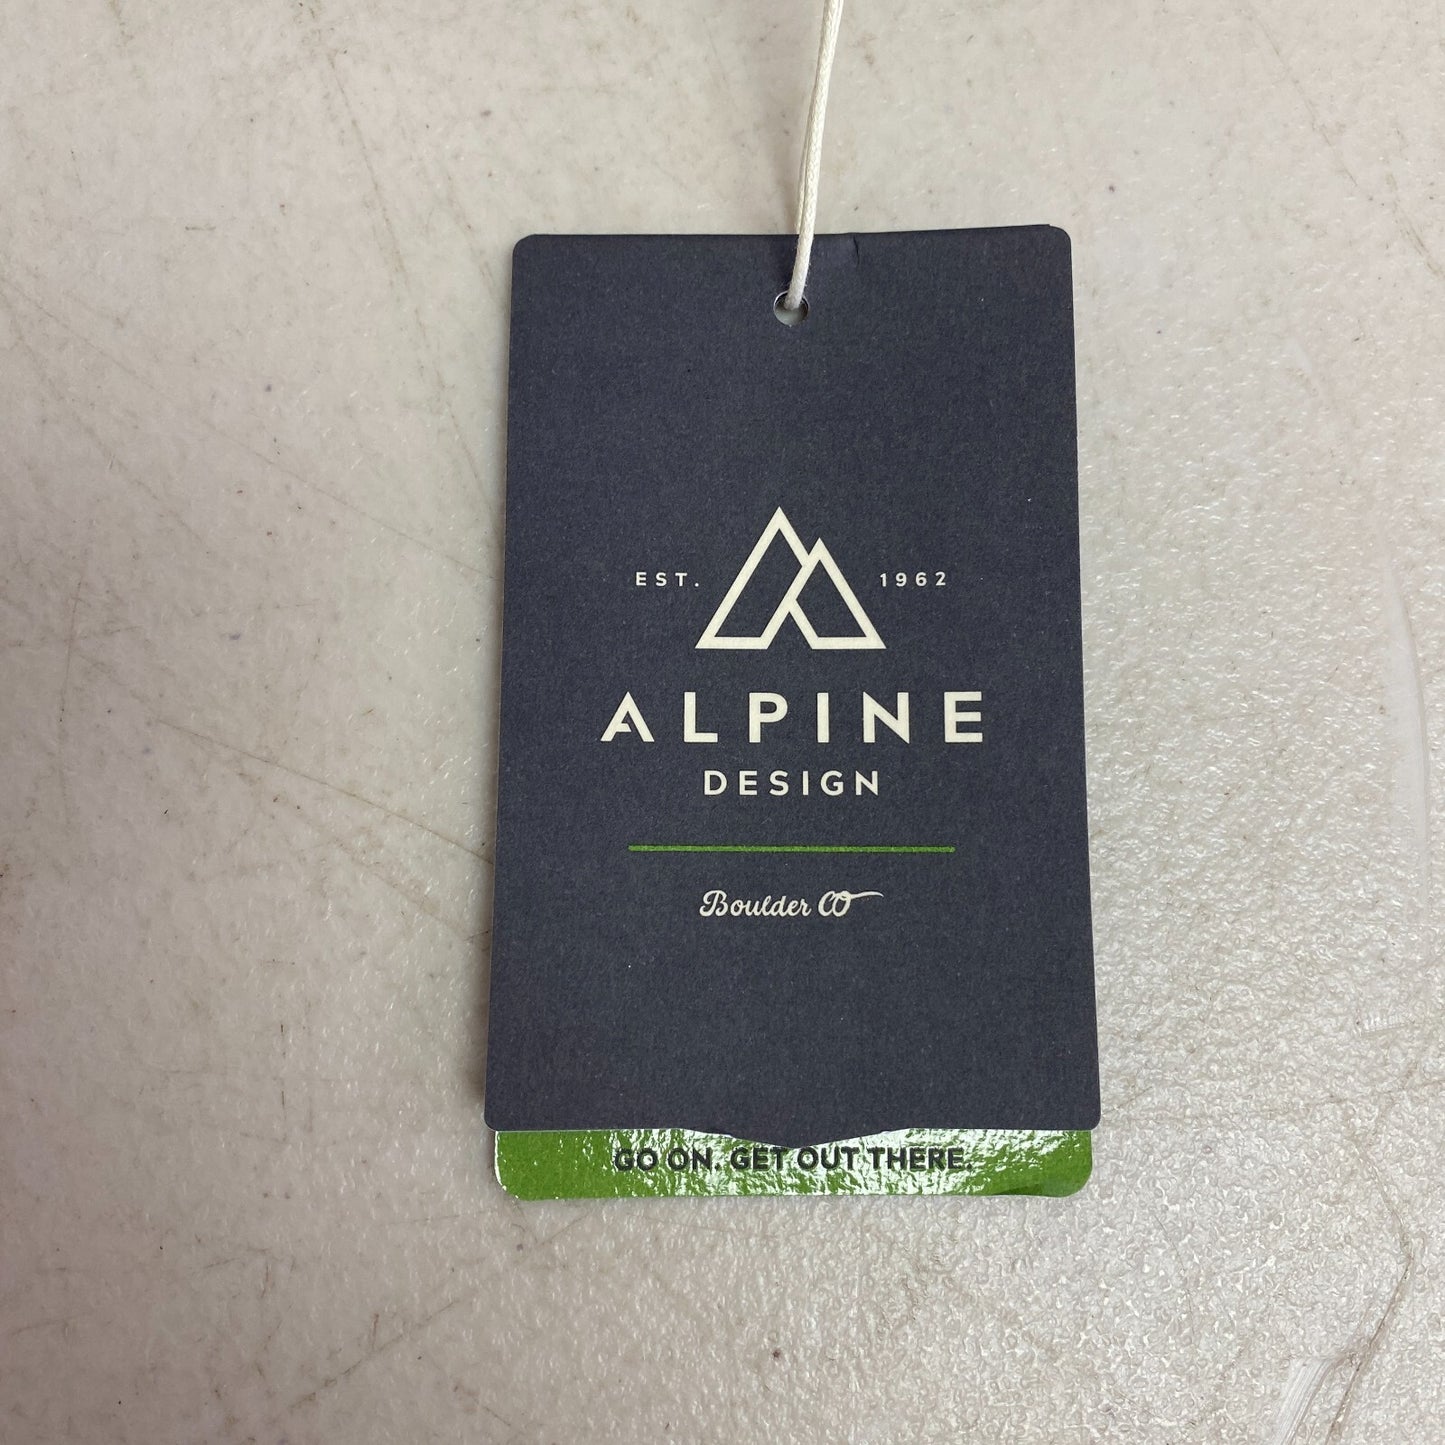 EST. 1962
ALPINE
DESIGN
Boulder CO
GO ON. GET OUT THERE.